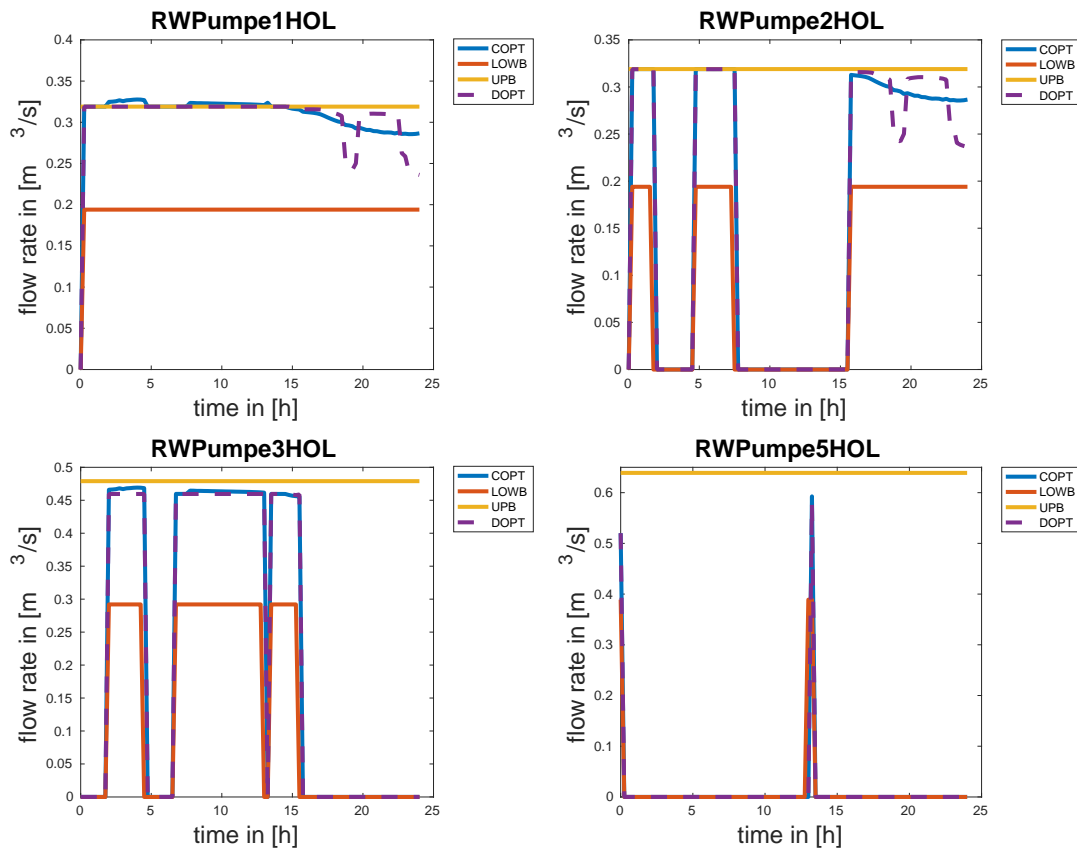 RWPumpe1HOL
flow rate in [m³/s]
0.4
0.35
0.3
0.25
0.2
0.15
0.1
0.05
0
0 5 10 15 20 25
time in [h]
COPT
LOWB
UPB
DOPT
RWPumpe2HOL
flow rate in [m³/s]
0.35
0.3
0.25
0.2
0.15
0.1
0.05
0
0 5 10 15 20 25
time in [h]
COPT
LOWB
UPB
DOPT
RWPumpe3HOL
flow rate in [m³/s]
0.5
0.45
0.4
0.35
0.3
0.25
0.2
0.15
0.1
0.05
0
0 5 10 15 20 25
time in [h]
COPT
LOWB
UPB
DOPT
RWPumpe5HOL
flow rate in [m³/s]
0.6
0.5
0.4
0.3
0.2
0.1
0
0 5 10 15 20 25
time in [h]
COPT
LOWB
UPB
DOPT